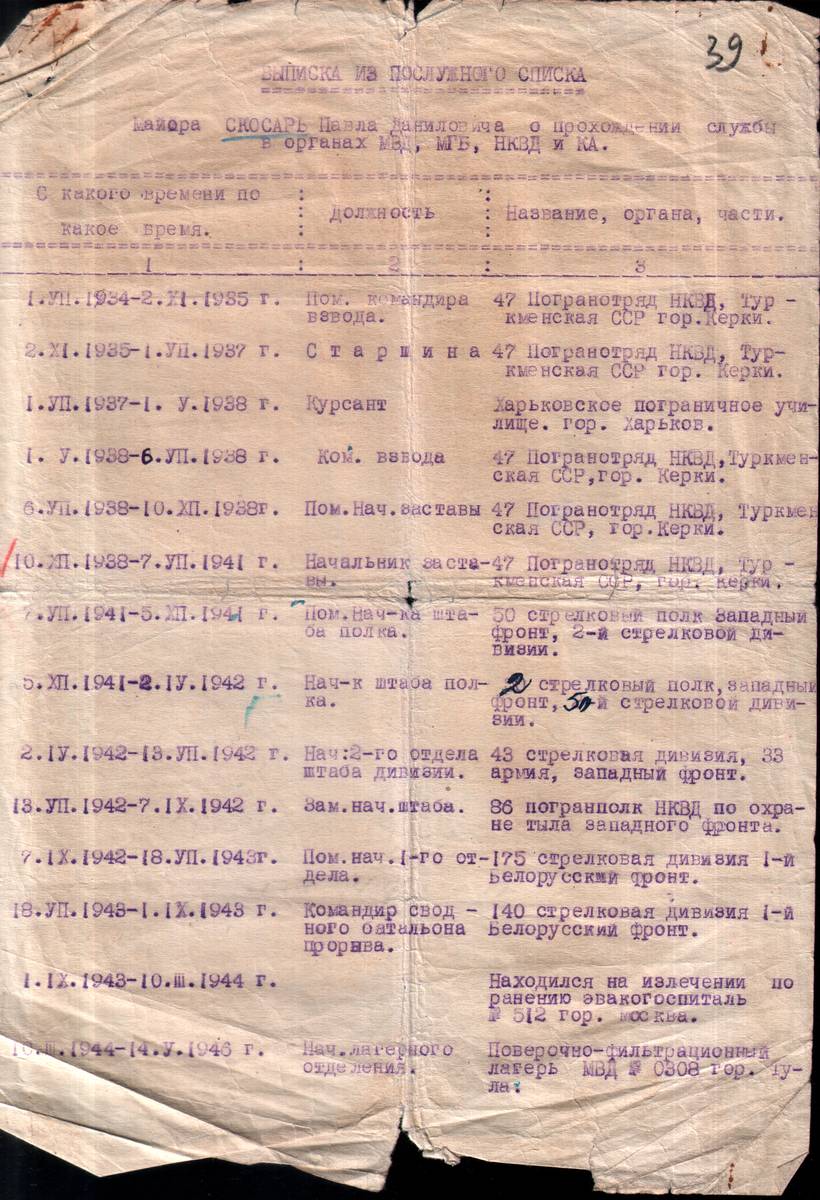 39
ВЫПИСКА ИЗ ПОСЛУЖНОГО СПИСКА
Майора СКОСАРЬ Павла Даниловича о прохождении службы
в органах МВД, МГБ, НКВД и КА.
С какого времени по : Должность : Название, органа, части.
какое время.
1 : 2 : 3
1.УП.1934-2.XI.1935 г. Пом. командира 47 Погранотряд НКВД, Тур -
взвода. кменская ССР гор.Керки.
2.XI.1935-1.УП.1937 г. С т а р ш и н а 47 Погранотряд НКВД, Тур-
кменская ССР гор. Керки.
1.УП.1937-1. У.1938 г. Курсант Харьковское пограничное учи-
лище. гор. Харьков.
1. У.1938-6.УП.1938 г. Ком. взвода 47 Погранотряд НКВД,Туркмен-
ская ССР,гор. Керки.
6.УП.1938-10.ХП.1938г. Пом.Нач.заставы 47 Погранотряд НКВД, Туркмен
ская ССР, гор.Керки.
10.ХП.1938-7.УП.1941 г. Начальник заста- 47 Погранотряд НКВД, Тур -
вы. кменская ССР, гор. Керки.
7.УП.1941-5.ХП.1941 г. Пом.Нач-ка шта- 50 стрелковый полк Западный
ба полка. фронт, 2-й стрелковой ди-
визии.
5.ХП.1941-2.IУ.1942 г. Нач-к штаба пол- 2 стрелковый полк,западный
ка. фронт, 50-й стрелковой диви-
зии.
2.IУ.1942-13.УП.1942 г. Нач:2-го отдела 43 стрелковая дивизия, 33
штаба дивизии. армия, западный фронт.
13.УП.1942-7.IX.1942 г. Зам.нач.штаба. 86 погранполк НКВД по охра-
не тыла западного фронта.
7.IX.1942-18.УП.1943г. Пом.нач.1-го от- 175 стрелковая дивизия 1-й
дела. Белорусский фронт.
18.УП.1943-1.IX.1943 г. Командир свод - 140 стрелковая дивизия 1-й
ного батальона Белорусский фронт.
прорыва.
1.IX.1943-10.Ш.1944 г. Находился на излечении по
ранению эвакогоспиталь
№ 512 гор. москва.
10.Ш.1944-14.У.1946 г. Нач.лагерного Поверочно-фильтрационный
отделения. лагерь МВД № 0308 гор. Ту-
ла.